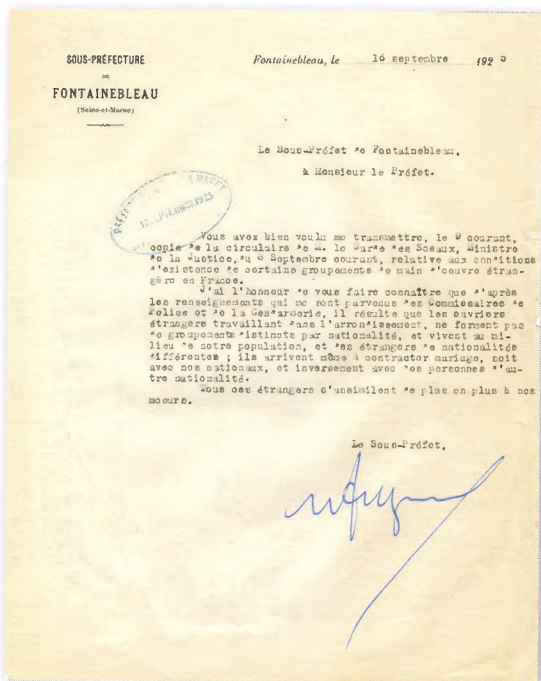 SOUS-PRÉFECTURE
DE
FONTAINEBLEAU
(Seine-et-Marne)
Fontainebleau, le 16 septembre 192
Le Sous-Préfet de Fontainebleau,
à Monsieur le Préfet.
Vous avez bien voulu me transmettre, le courant,
copie de la circulaire de M. le Garde des Sceaux, Ministre
de la Justice, du Septembre courant, relative aux conditions
d'existence de certains groupements de main d'oeuvre étran-
gère en France.
J'ai l'honneur de vous faire connaître que d'après
les renseignements qui me sont parvenus des Commissaires de
Police et de la Gendarmerie, il résulte que les ouvriers
étrangers travaillant dans l'arrondissement, ne forment pas
de groupements distincts par nationalité, et vivent au mi-
lieu de notre population, et des étrangers de nationalités
différentes ; ils arrivent même à contracter mariage, soit
avec nos nationaux, et inversement avec des personnes d'au-
tre nationalité.
Tous ces étrangers s'assimilent de plus en plus à nos
moeurs.
Le Sous-Préfet,